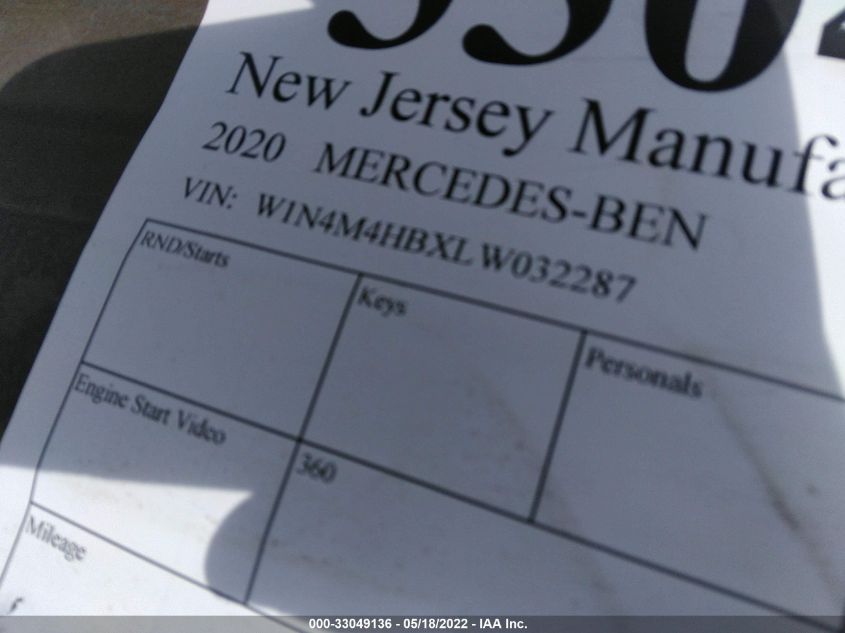 New Jersey Manufa
2020 MERCEDES-BEN
VIN: W1N4M4HBXLW032287
RND/Starts
Keys
Personals
Engine Start Video
360
Mileage
000-33049136 - 05/18/2022 - IAA Inc.